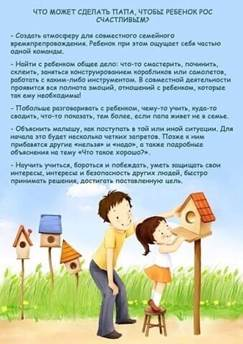 ЧТО МОЖЕТ СДЕЛАТЬ ПАПА, ЧТОБЫ РЕБЕНОК РОС
СЧАСТЛИВЫМ?
- Создать атмосферу для совместного семейного
времяпрепровождения. Ребенок при этом ощущает себя частью
одной команды.
- Найти с ребенком общее дело: что-то смастерить, починить,
склеить, заняться конструированием корабликов или самолетов,
работать с каким-либо инструментом. В совместной деятельности
проявится вся полнота эмоций, отношений с ребенком, которые
так необходимы!
- Побольше разговаривать с ребенком, чему-то учить, куда-то
сводить, что-то показать, тем более, если папа живет не в семье.
- Объяснить малышу, как поступать в той или иной ситуации. Для
начала это будет несколько четких запретов. Позже к ним
прибавятся другие «нельзя» и «надо», а также подробные
объяснения на тему «Что такое хорошо?».
- Научить учиться, бороться и побеждать, уметь защищать свои
интересы, интересы и безопасность других людей, быстро
принимать решения, достигать поставленную цель.